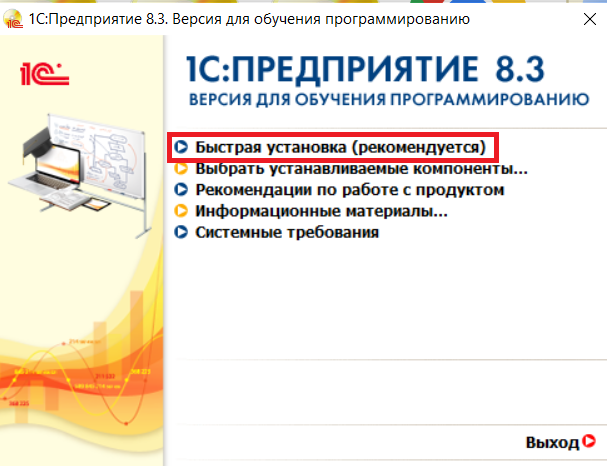 1С:Предприятие 8.3. Версия для обучения программированию
1С
1С:ПРЕДПРИЯТИЕ 8.3
ВЕРСИЯ ДЛЯ ОБУЧЕНИЯ ПРОГРАММИРОВАНИЮ
Быстрая установка (рекомендуется)
Выбрать устанавливаемые компоненты...
Рекомендации по работе с продуктом
Информационные материалы...
Системные требования
Выход